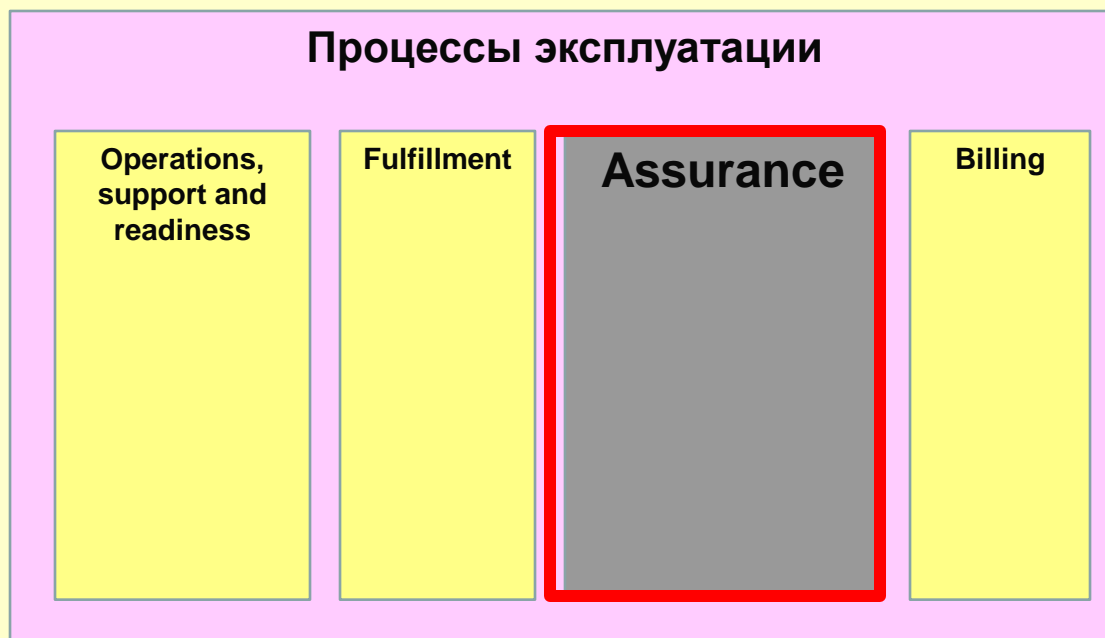 Процессы эксплуатации
Operations,
support and
readiness
Fulfillment
Assurance
Billing